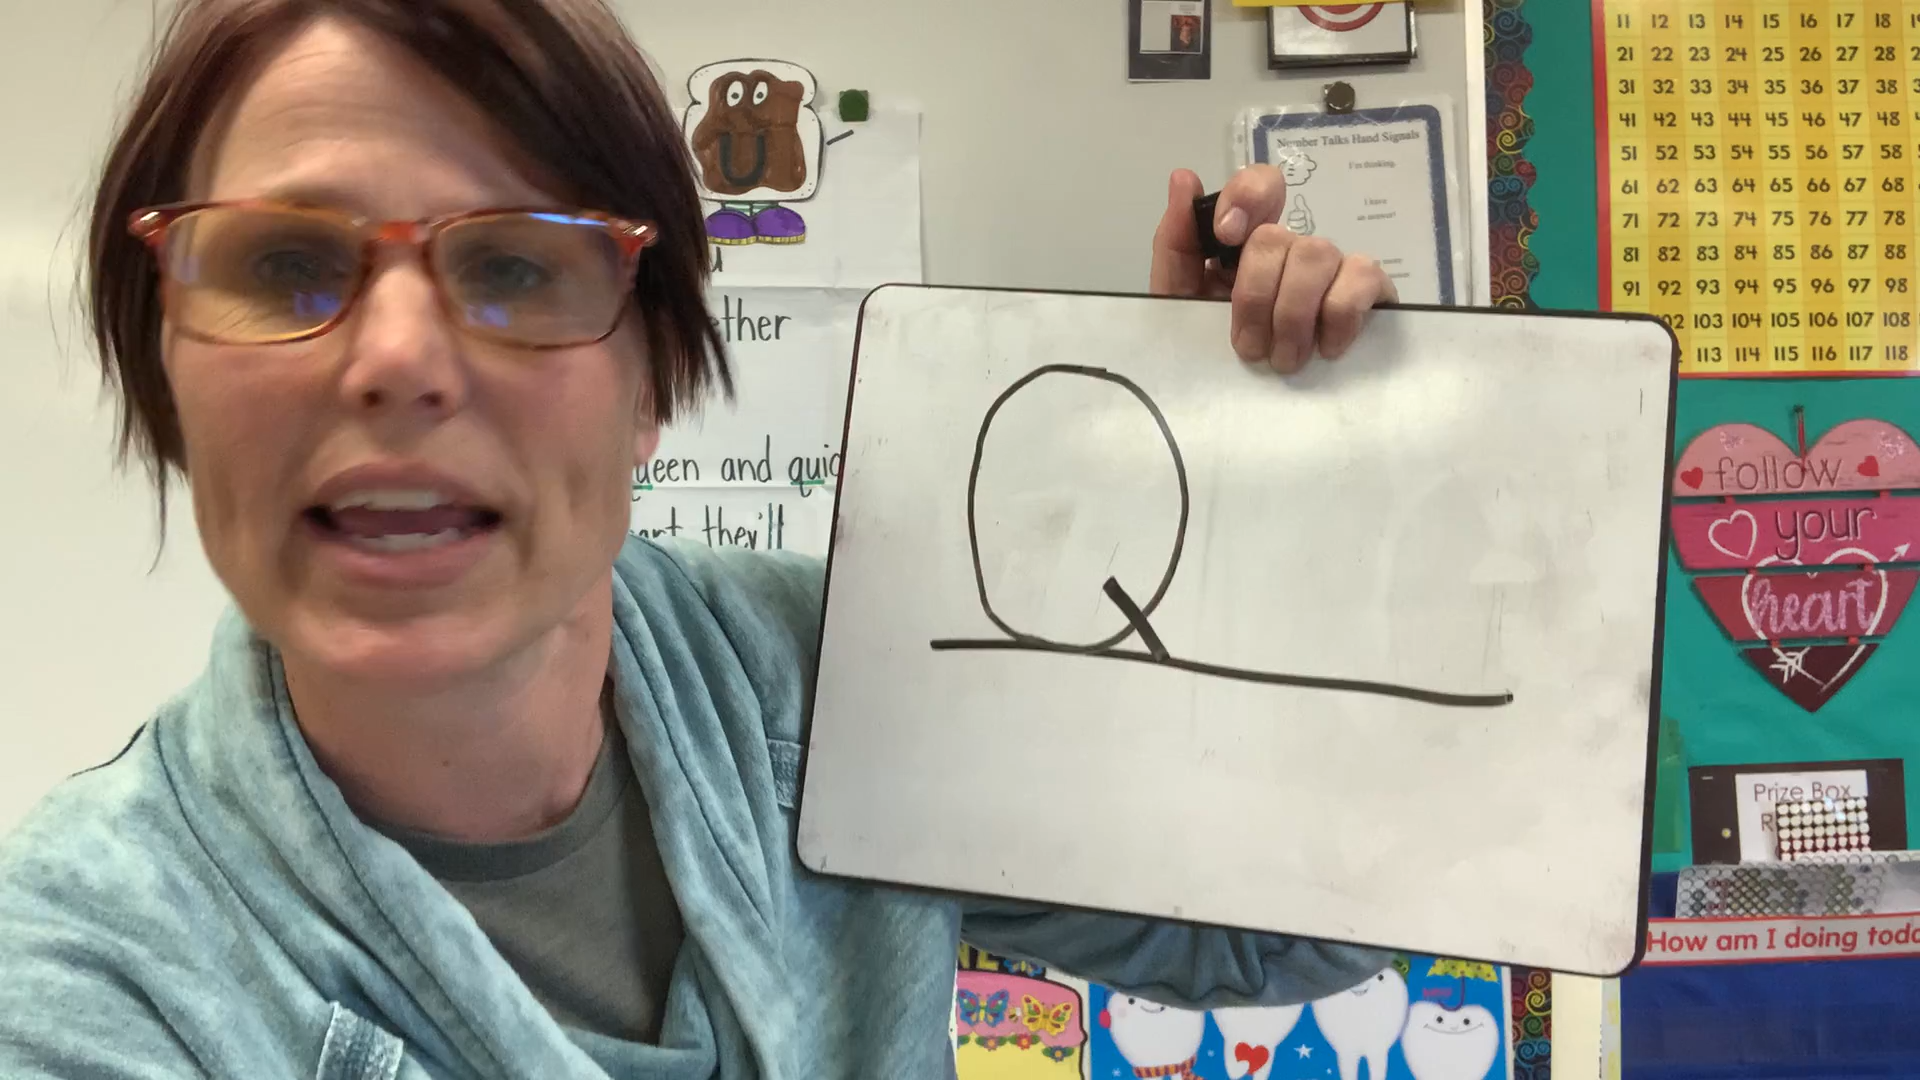 u
ether
ueen and quic
they'll
Q
Number Talks Hand Signals
I'm thinking.
I have
an answer!
11 12 13 14 15 16 17 18
21 22 23 24 25 26 27 28
31 32 33 34 35 36 37 38
41 42 43 44 45 46 47 48
51 52 53 54 55 56 57 58
61 62 63 64 65 66 67 68
71 72 73 74 75 76 77 78
81 82 83 84 85 86 87 88
91 92 93 94 95 96 97 98
102 103 104 105 106 107 108
113 114 115 116 117 118
follow
your
heart
Prize Box
R
How am I doing toda